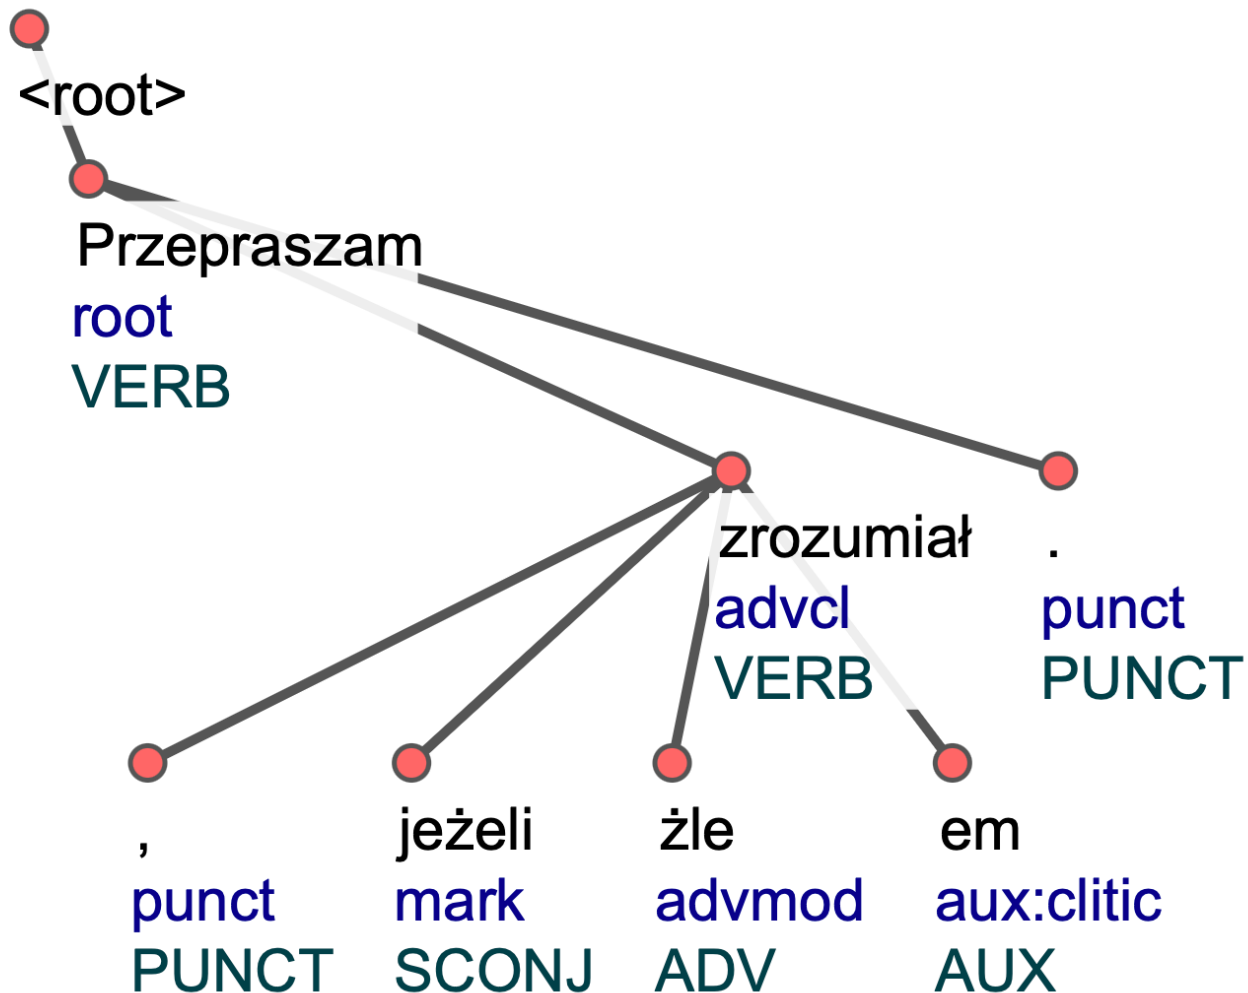 <root>
Przepraszam
root
VERB
zrozumiał .
advcl punct
VERB PUNCT
, jeżeli żle em
punct mark advmod aux:clitic
PUNCT SCONJ ADV AUX